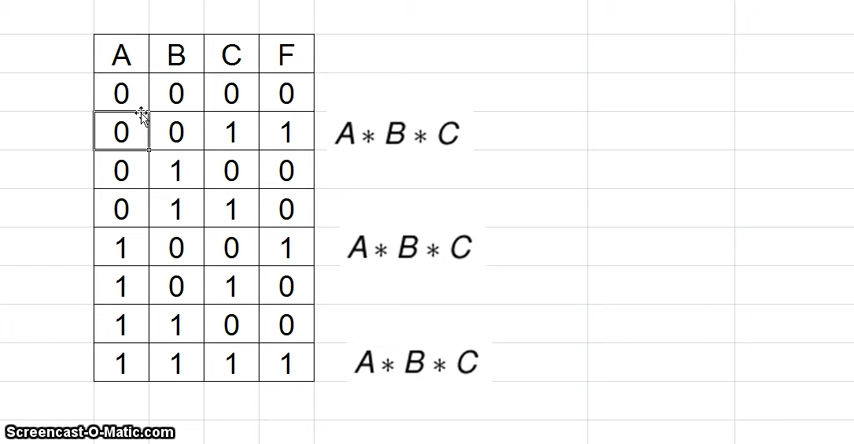 A B C F
0 0 0 0
0 0 1 1 A * B * C
0 1 0 0
0 1 1 0
1 0 0 1 A * B * C
1 0 1 0
1 1 0 0
1 1 1 1 A * B * C
Screencast-O-Matic.com